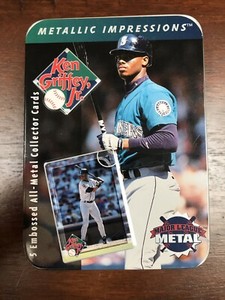 METALLIC IMPRESSIONS™
Ken
Griffey,
Jr.
5 Embossed All-Metal Collector Cards
MAJOR LEAGUE
METAL